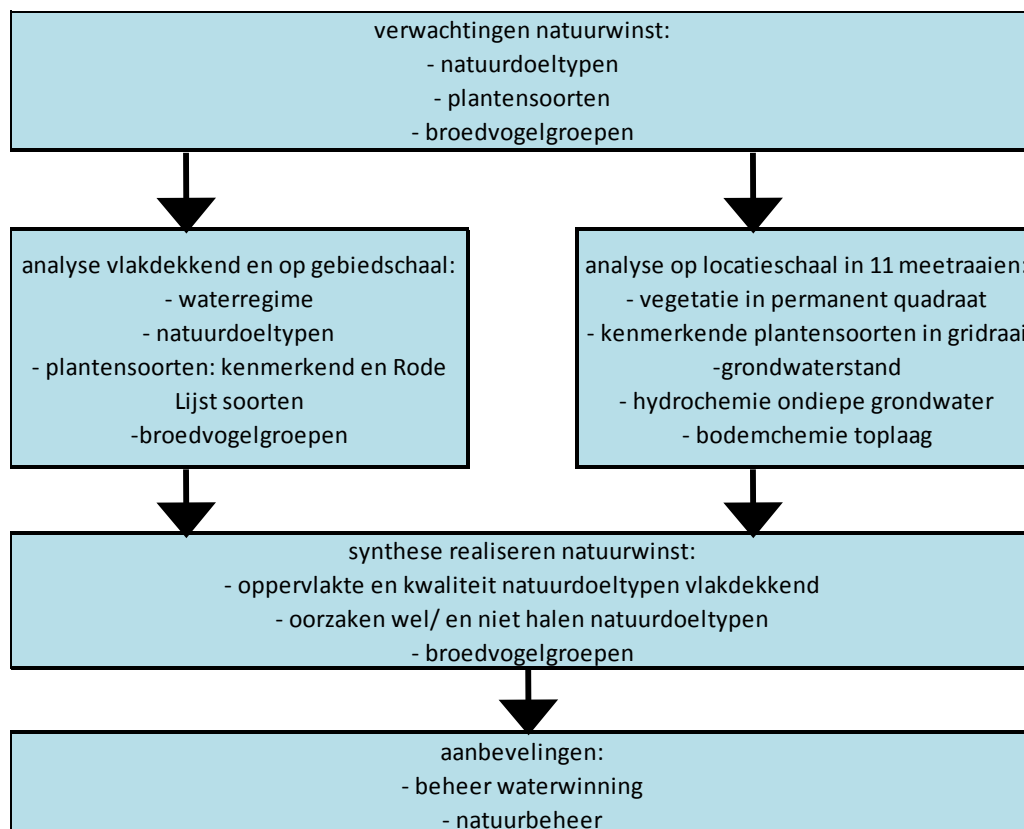 verwachtingen natuurwinst:
- natuurdoeltypen
- plantensoorten
- broedvogelgroepen
analyse vlakdekkend en op gebiedschaal:
- waterregime
- natuurdoeltypen
- plantensoorten: kenmerkend en Rode
Lijst soorten
-broedvogelgroepen
analyse op locatieschaal in 11 meetraaien:
- vegetatie in permanent quadraat
- kenmerkende plantensoorten in gridraai
-grondwaterstand
- hydrochemie ondiepe grondwater
- bodemchemie toplaag
synthese realiseren natuurwinst:
- oppervlakte en kwaliteit natuurdoeltypen vlakdekkend
- oorzaken wel/ en niet halen natuurdoeltypen
- broedvogelgroepen
aanbevelingen:
- beheer waterwinning
- natuurbeheer